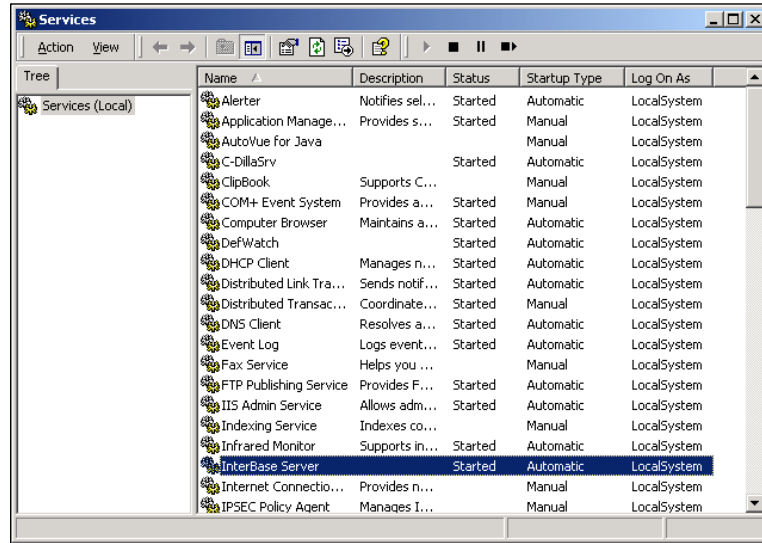 Services
Action View
Tree
Services (Local)
Name Description Status Startup Type Log On As
Alerter Notifies sel... Started Automatic LocalSystem
Application Manage... Provides s... Started Manual LocalSystem
AutoVue for Java Manual LocalSystem
C-DillaSrv Started Automatic LocalSystem
ClipBook Supports C... Manual LocalSystem
COM+ Event System Provides a... Started Manual LocalSystem
Computer Browser Maintains a... Started Automatic LocalSystem
DefWatch Started Automatic LocalSystem
DHCP Client Manages n... Started Automatic LocalSystem
Distributed Link Tra... Sends notif... Started Automatic LocalSystem
Distributed Transac... Coordinate... Started Manual LocalSystem
DNS Client Resolves a... Started Automatic LocalSystem
Event Log Logs event... Started Automatic LocalSystem
Fax Service Helps you ... Manual LocalSystem
FTP Publishing Service Provides F... Started Automatic LocalSystem
IIS Admin Service Allows adm... Started Automatic LocalSystem
Indexing Service Indexes co... Manual LocalSystem
Infrared Monitor Supports in... Started Automatic LocalSystem
InterBase Server Started Automatic LocalSystem
Internet Connectio... Provides n... Manual LocalSystem
IPSEC Policy Agent Manages I... Manual LocalSystem